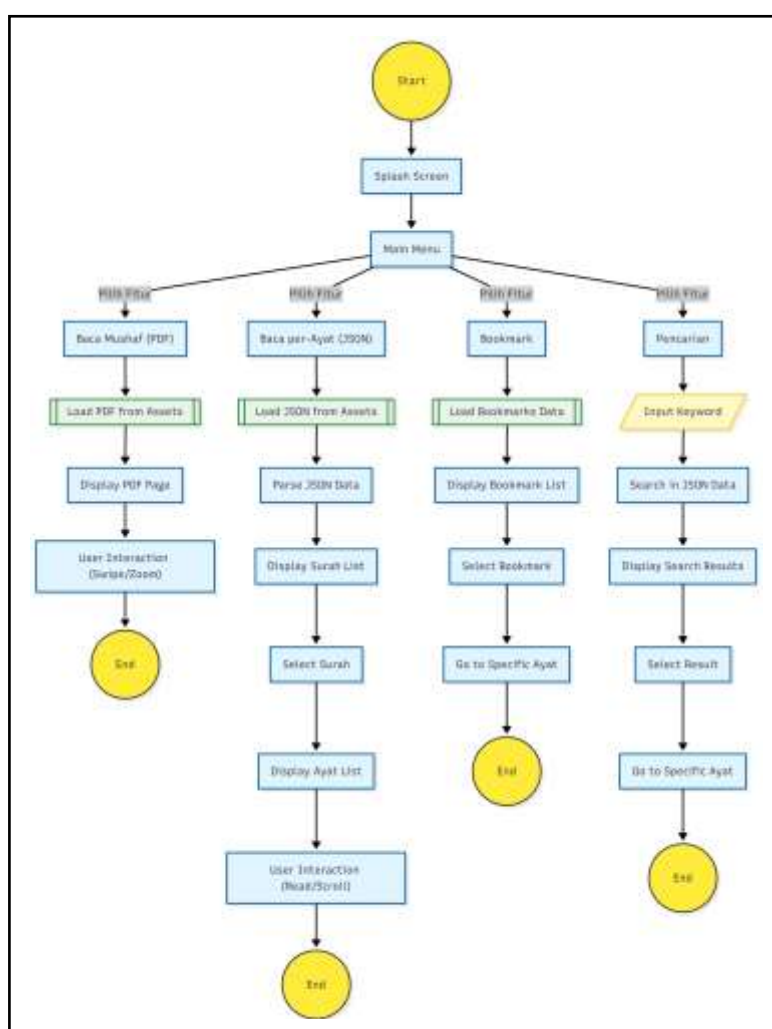 Start
Splash Screen
Main Menu
Pilih Fitur
Pilih Fitur
Pilih Fitur
Pilih Fitur
Baca Mushaf (PDF)
Baca per-Ayat (JSON)
Bookmark
Pencarian
Load PDF from Assets
Load JSON from Assets
Load Bookmarks Data
Input Keyword
Display PDF Page
Parse JSON Data
Display Bookmark List
Search in JSON Data
User Interaction
(Swipe/Zoom)
Display Surah List
Select Bookmark
Display Search Results
End
Select Surah
Go to Specific Ayat
Select Result
Display Ayat List
End
Go to Specific Ayat
User Interaction
(Read/Scroll)
End
End